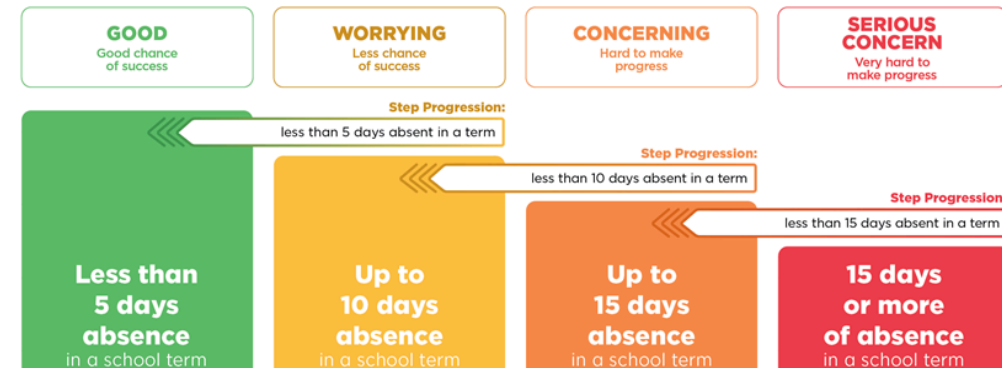 GOOD
Good chance
of success
WORRYING
Less chance
of success
CONCERNING
Hard to make
progress
SERIOUS
CONCERN
Very hard to
make progress
Step Progression:
less than 5 days absent in a term
Step Progression:
less than 10 days absent in a term
Step Progression
less than 15 days absent in a term
Less than
5 days
absence
in a school term
Up to
10 days
absence
in a school term
Up to
15 days
absence
in a school term
15 days
or more
of absence
in a school term